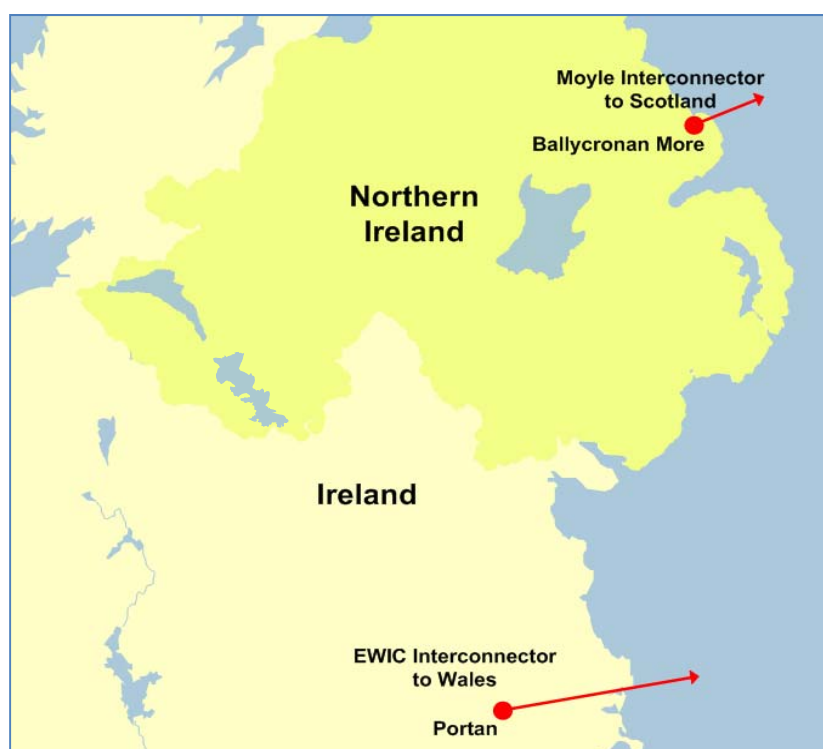 Moyle Interconnector
to Scotland
Ballycronan More
Northern
Ireland
Ireland
EWIC Interconnector
to Wales
Portan